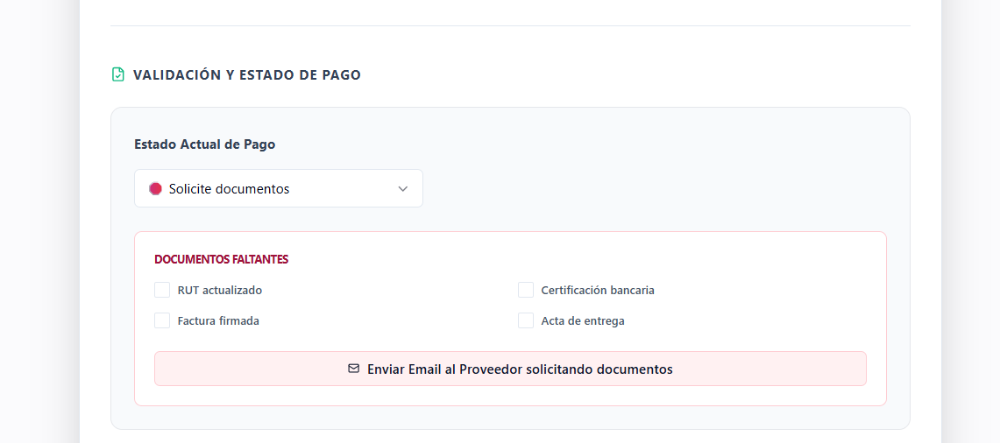 VALIDACIÓN Y ESTADO DE PAGO
Estado Actual de Pago
Solicite documentos
DOCUMENTOS FALTANTES
RUT actualizado
Certificación bancaria
Factura firmada
Acta de entrega
Enviar Email al Proveedor solicitando documentos